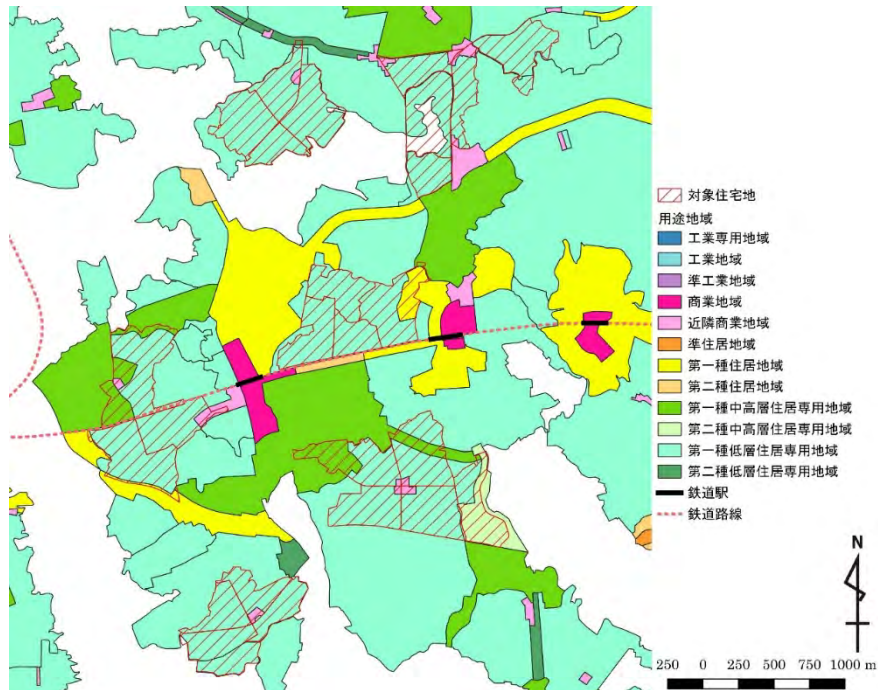 対象住宅地
用途地域
工業専用地域
工業地域
準工業地域
商業地域
近隣商業地域
準住居地域
第一種住居地域
第二種住居地域
第一種中高層住居専用地域
第二種中高層住居専用地域
第一種低層住居専用地域
第二種低層住居専用地域
鉄道駅
鉄道路線
N
250 0 250 500 750 1000 m